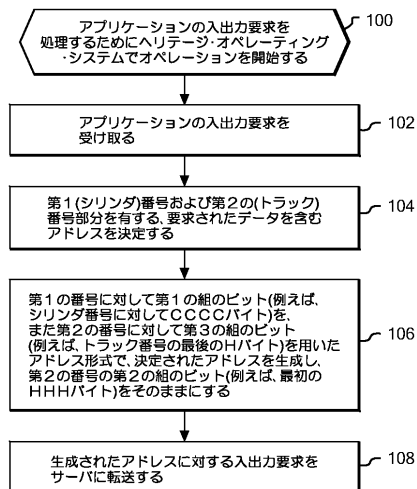 アプリケーションの入出力要求を
処理するためにヘリテージ・オペレーティング
・システムでオペレーションを開始する
100
アプリケーションの入出力要求を
受け取る
102
第1(シリンダ)番号および第2の(トラック)
番号部分を有する、要求されたデータを含む
アドレスを決定する
104
第1の番号に対して第1の組のビット(例えば、
シリンダ番号に対してCCCCバイト)を、
また第2の番号に対して第3の組のビット
(例えば、トラック番号の最後のHバイト)を用いた
アドレス形式で、決定されたアドレスを生成し、
第2の番号の第2の組のビット(例えば、最初の
HHHバイト)をそのままにする
106
生成されたアドレスに対する入出力要求を
サーバに転送する
108